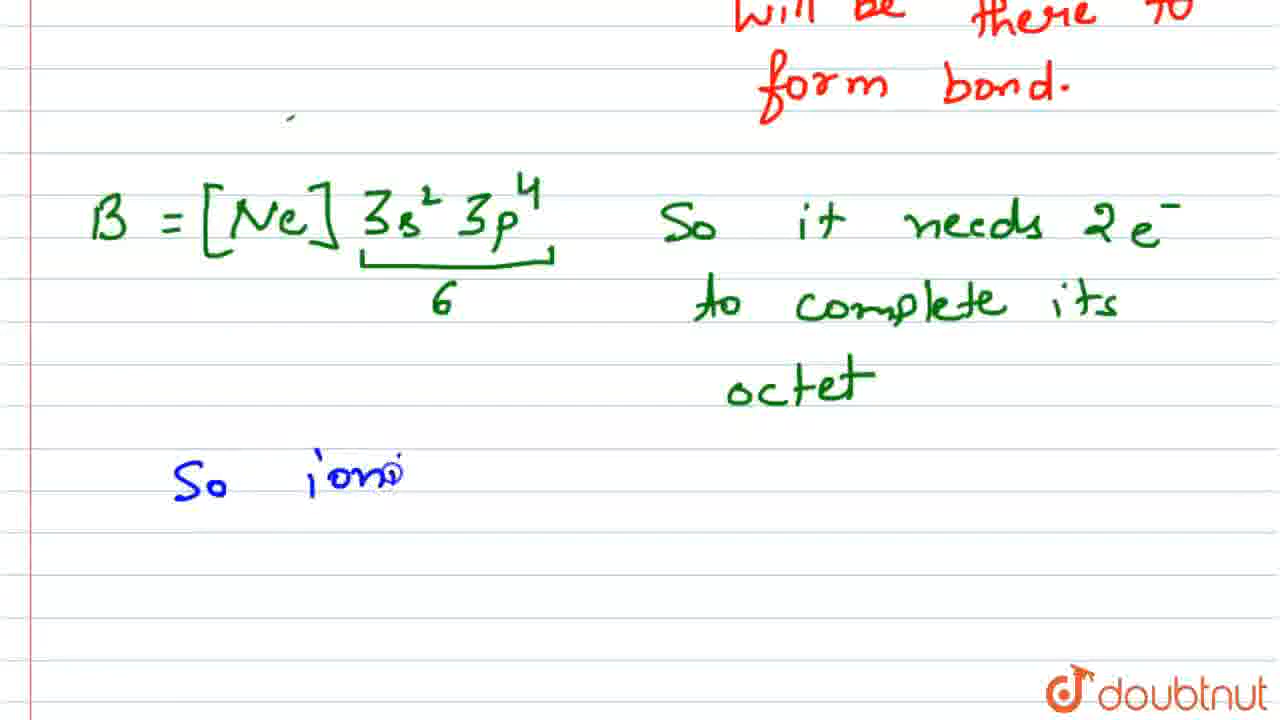 will be there to
form bond.
B = [Ne] 3s² 3p⁴ So it needs 2e⁻
6 to complete its
octet
So ioni
doubtnut